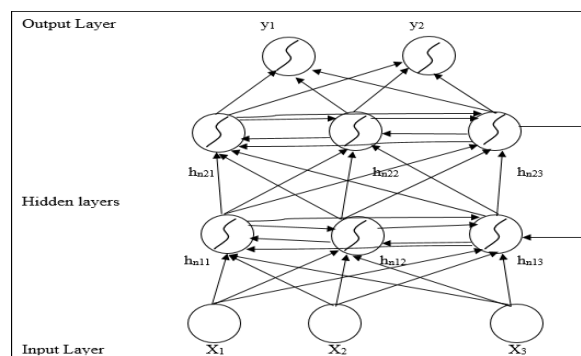 Output Layer y1 y2
hn21 hn22 hn23
Hidden layers
hn11 hn12 hn13
Input Layer X1 X2 X3